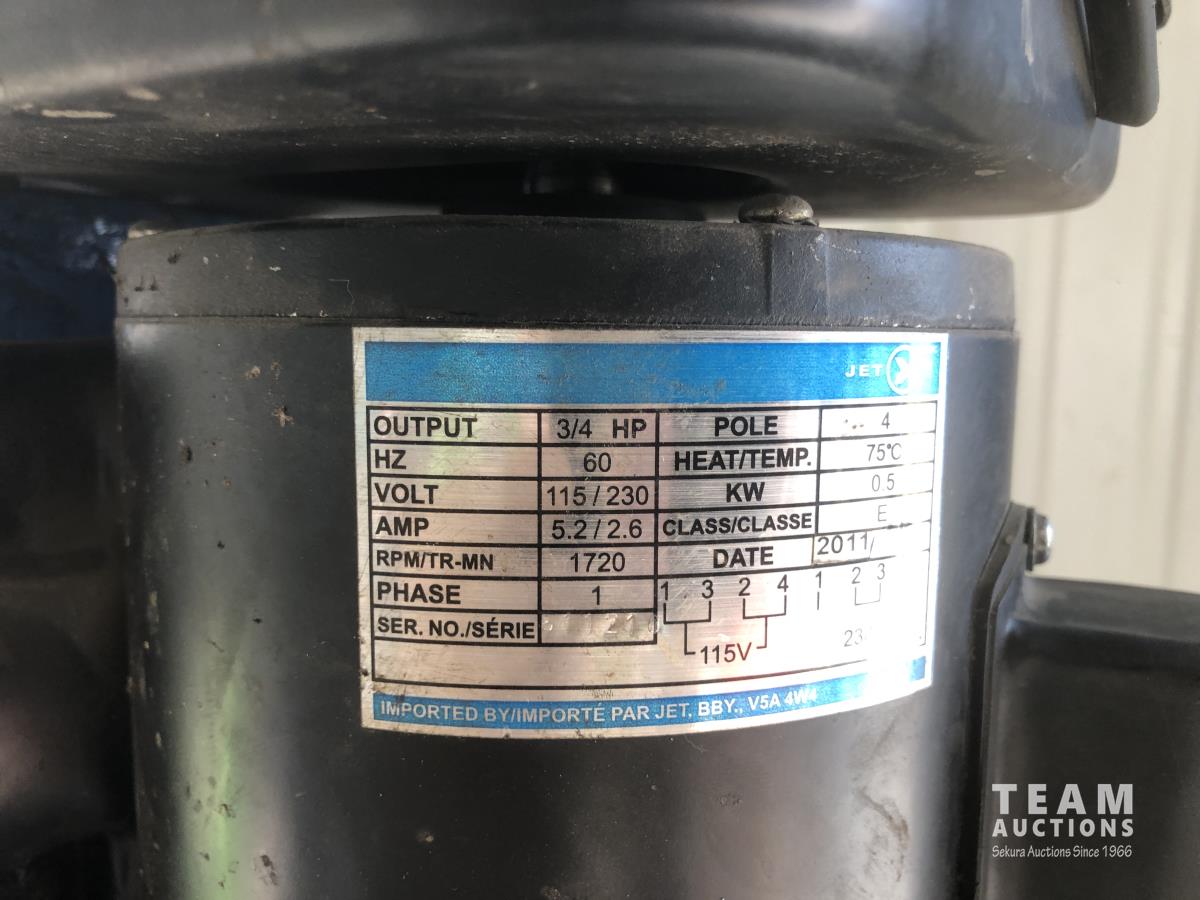 JET
OUTPUT 3/4 HP POLE 4
HZ 60 HEAT/TEMP. 75°C
VOLT 115 / 230 KW 0.5
AMP 5.2 / 2.6 CLASS/CLASSE E
RPM/TR-MN 1720 DATE 2011/
PHASE 1 1 3 2 4 1 2 3
SER. NO./SÉRIE
115V
IMPORTED BY/IMPORTÉ PAR JET, BBY., V5A 4W4
TEAM
AUCTIONS
Sekura Auctions Since 1966